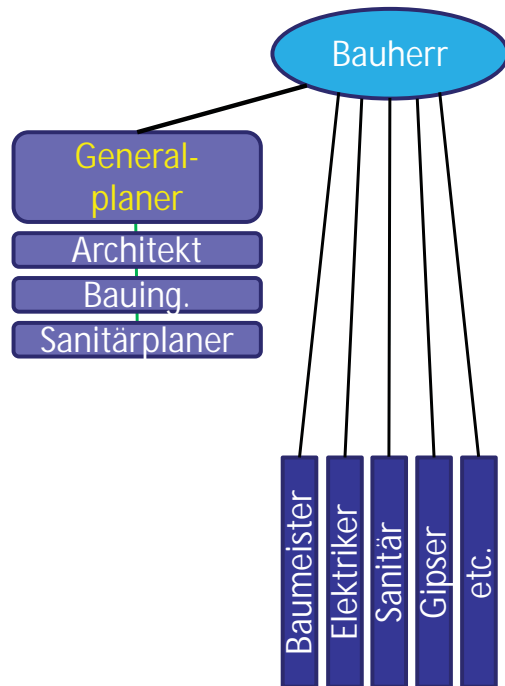 Bauherr
General-
planer
Architekt
Bauing.
Sanitärplaner
Baumeister
Elektriker
Sanitär
Gipser
etc.